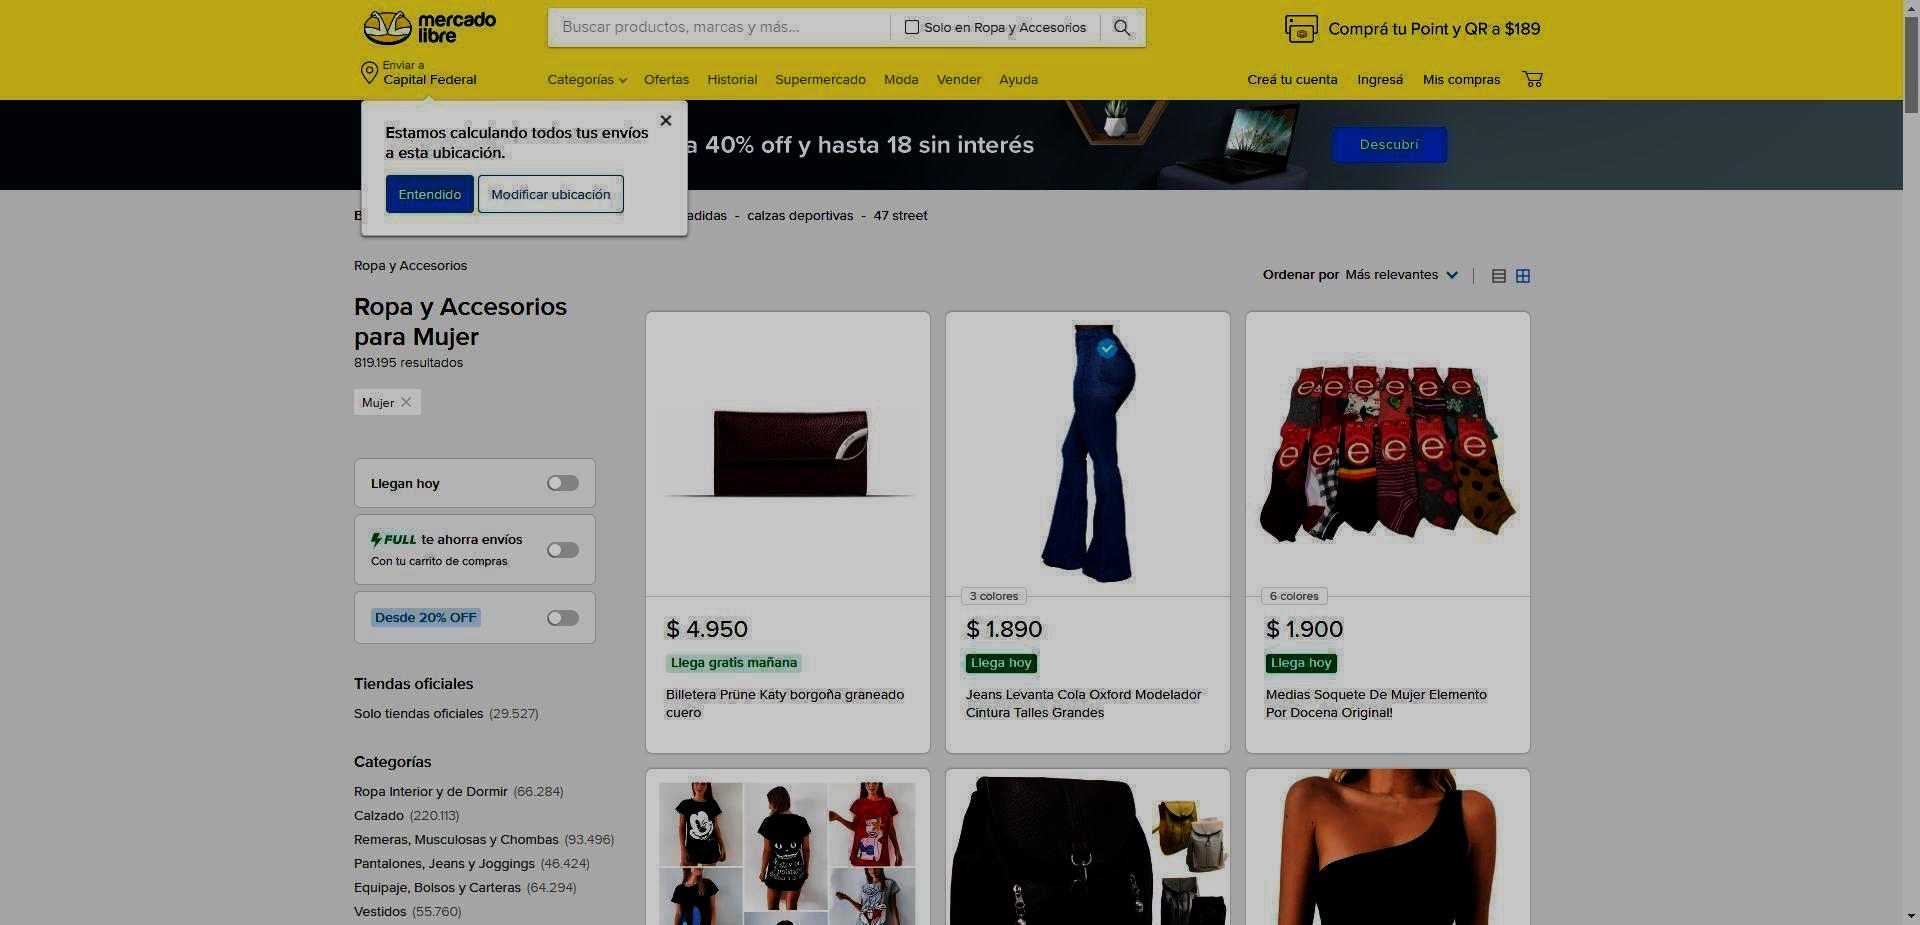 mercado
libre
Buscar productos, marcas y más...
Solo en Ropa y Accesorios
Comprá tu Point y QR a $189
Enviar a
Capital Federal
Categorías Ofertas Historial Supermercado Moda Vender Ayuda
Creá tu cuenta Ingresá Mis compras
Estamos calculando todos tus envíos
a esta ubicación.
Entendido Modificar ubicación
a 40% off y hasta 18 sin interés
Descubrí
adidas - calzas deportivas - 47 street
Ropa y Accesorios
Ordenar por Más relevantes
Ropa y Accesorios
para Mujer
819.195 resultados
Mujer
Llegan hoy
FULL te ahorra envíos
Con tu carrito de compras
Desde 20% OFF
Tiendas oficiales
Solo tiendas oficiales (29.527)
Categorías
Ropa Interior y de Dormir (66.284)
Calzado (220.113)
Remeras, Musculosas y Chombas (93.496)
Pantalones, Jeans y Joggings (46.424)
Equipaje, Bolsos y Carteras (64.294)
Vestidos (55.760)
$ 4.950
Llega gratis mañana
Billetera Prüne Katy borgoña graneado
cuero
3 colores
$ 1.890
Llega hoy
Jeans Levanta Cola Oxford Modelador
Cintura Talles Grandes
6 colores
$ 1.900
Llega hoy
Medias Soquete De Mujer Elemento
Por Docena Original!